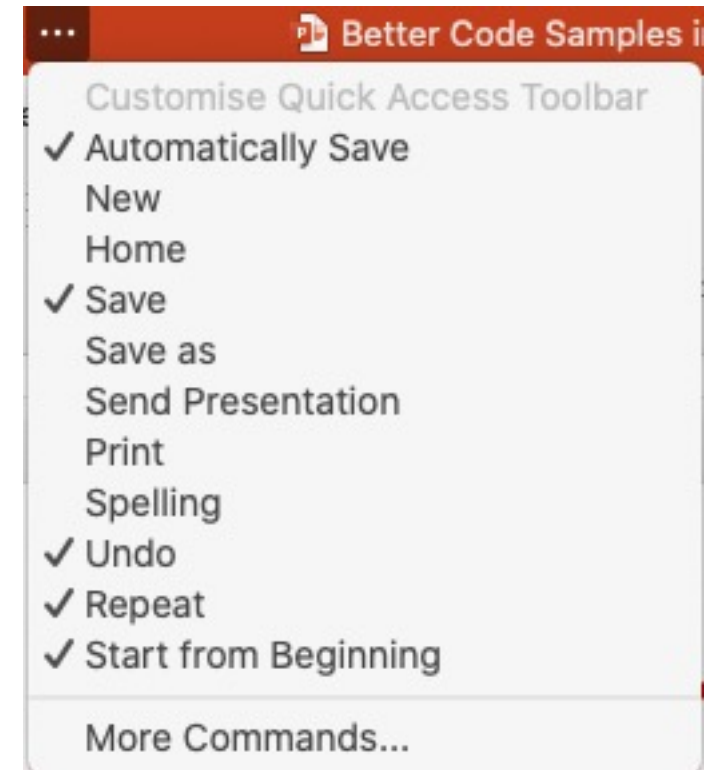 ...
Better Code Samples i
Customise Quick Access Toolbar
✓ Automatically Save
New
Home
✓ Save
Save as
Send Presentation
Print
Spelling
✓ Undo
✓ Repeat
✓ Start from Beginning
More Commands...